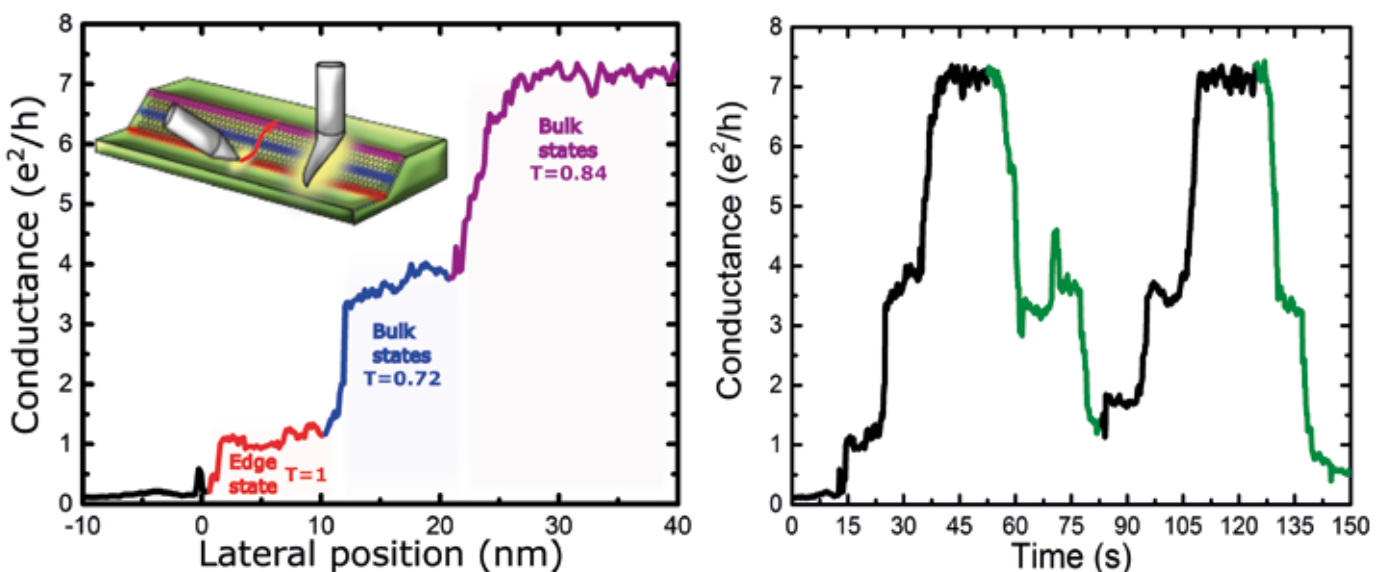 8
7
6
5
4
3
2
1
0
Conductance (e²/h)
Bulk
states
T=0.84
Bulk
states
T=0.72
Edge
state
T=1
-10
0
10
20
30
40
Lateral position (nm)
8
7
6
5
4
3
2
1
0
Conductance (e²/h)
0
15
30
45
60
75
90
105
120
135
150
Time (s)